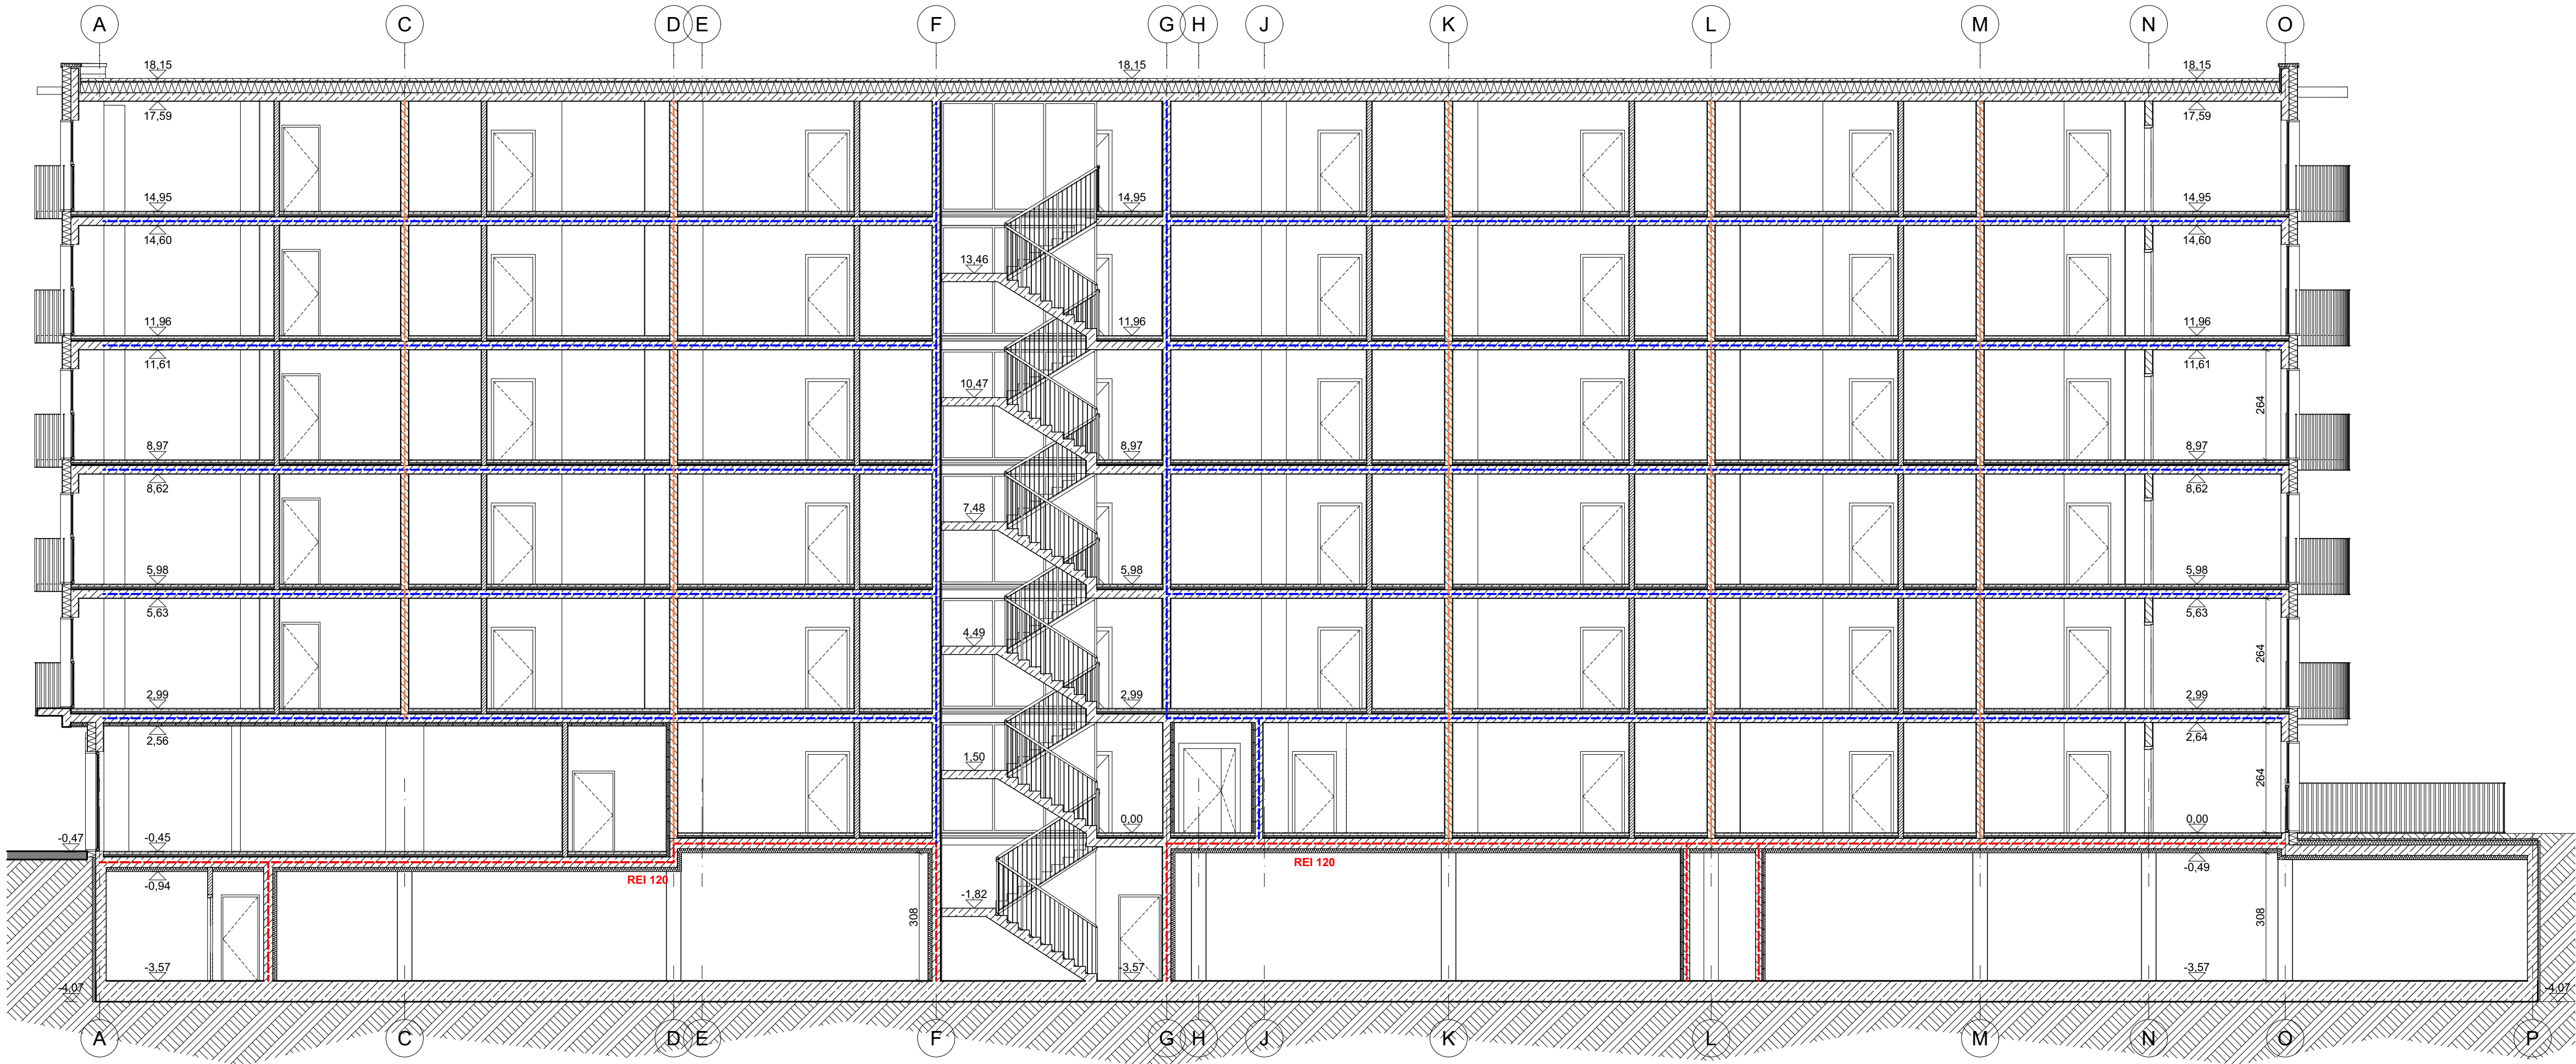 A C D E F G H J K L M N O
18,15 18,15 18,15
17,59 17,59
14,95 14,95 14,95
14,60 14,60
13,46
11,96 11,96 11,96
11,61 11,61
10,47 264
8,97 8,97 8,97
8,62 8,62
7,48
5,98 5,98 5,98
5,63 5,63
4,49 264
2,99 2,99 2,99
2,56 2,64
1,50 264
-0,47 -0,45 0,00 0,00
REI 120
-0,94 REI 120 -0,49
-1,82
308 308
-3,57 -3,57 -3,57
-4,07 -4,07
A C D E F G H J K L M N O P